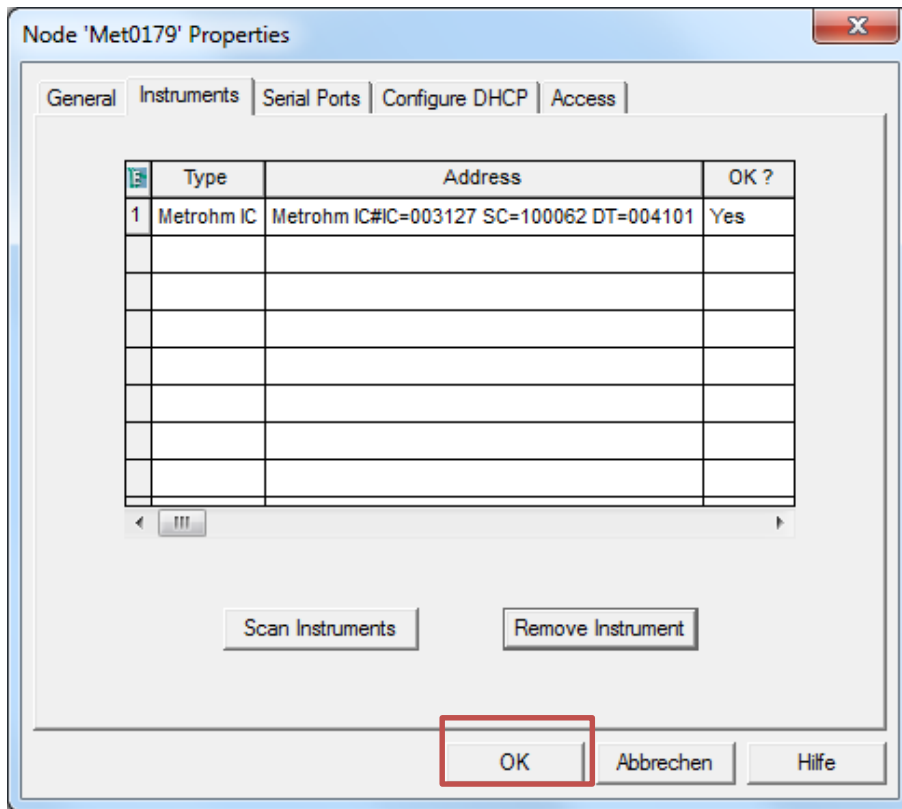 Node 'Met0179' Properties
General Instruments Serial Ports Configure DHCP Access
Type Address OK ?
1 Metrohm IC Metrohm IC#IC=003127 SC=100062 DT=004101 Yes
Scan Instruments Remove Instrument
OK Abbrechen Hilfe